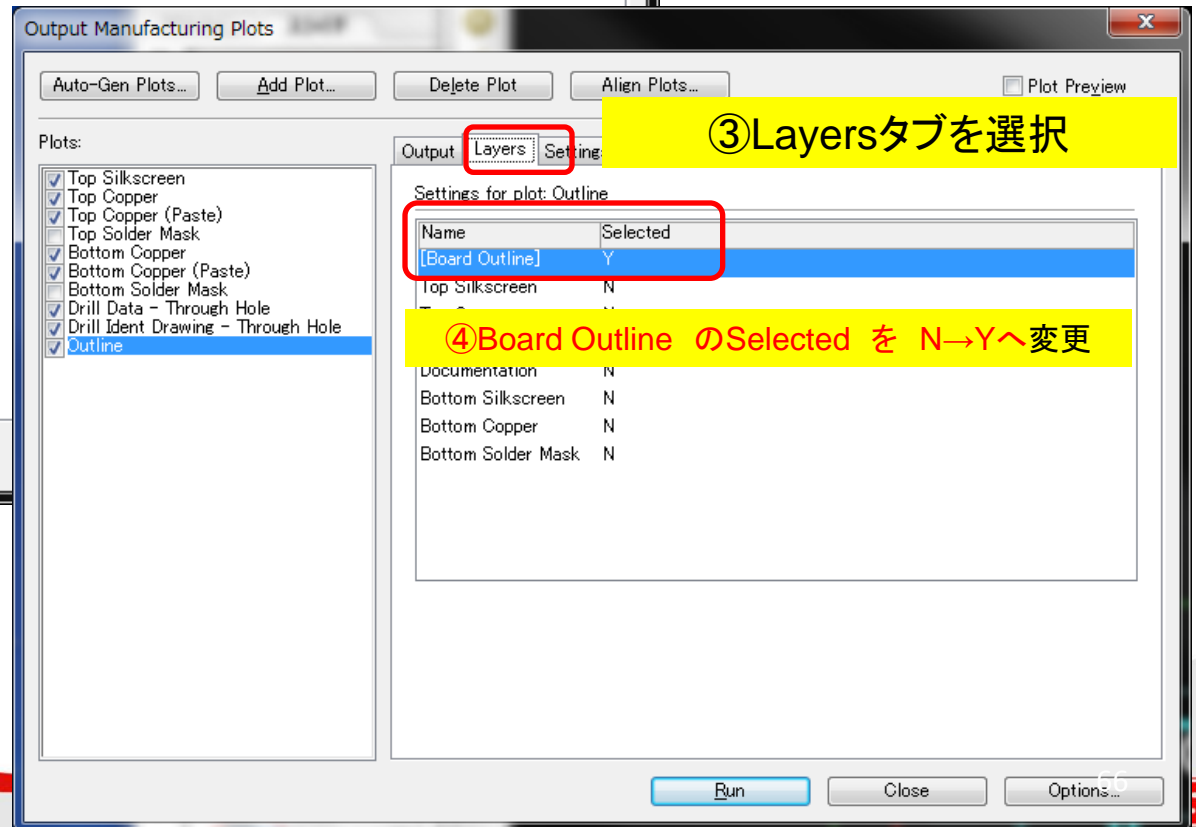 Output Manufacturing Plots
Auto-Gen Plots... Add Plot... Delete Plot Align Plots... Plot Preview
③Layersタブを選択
Plots:
Top Silkscreen
Top Copper
Top Copper (Paste)
Top Solder Mask
Bottom Copper
Bottom Copper (Paste)
Bottom Solder Mask
Drill Data - Through Hole
Drill Ident Drawing - Through Hole
Outline
Output Layers Settings
Settings for plot: Outline
Name Selected
[Board Outline] Y
Top Silkscreen N
④Board Outline のSelected を N→Yへ変更
Documentation N
Bottom Silkscreen N
Bottom Copper N
Bottom Solder Mask N
Run Close Options...
66